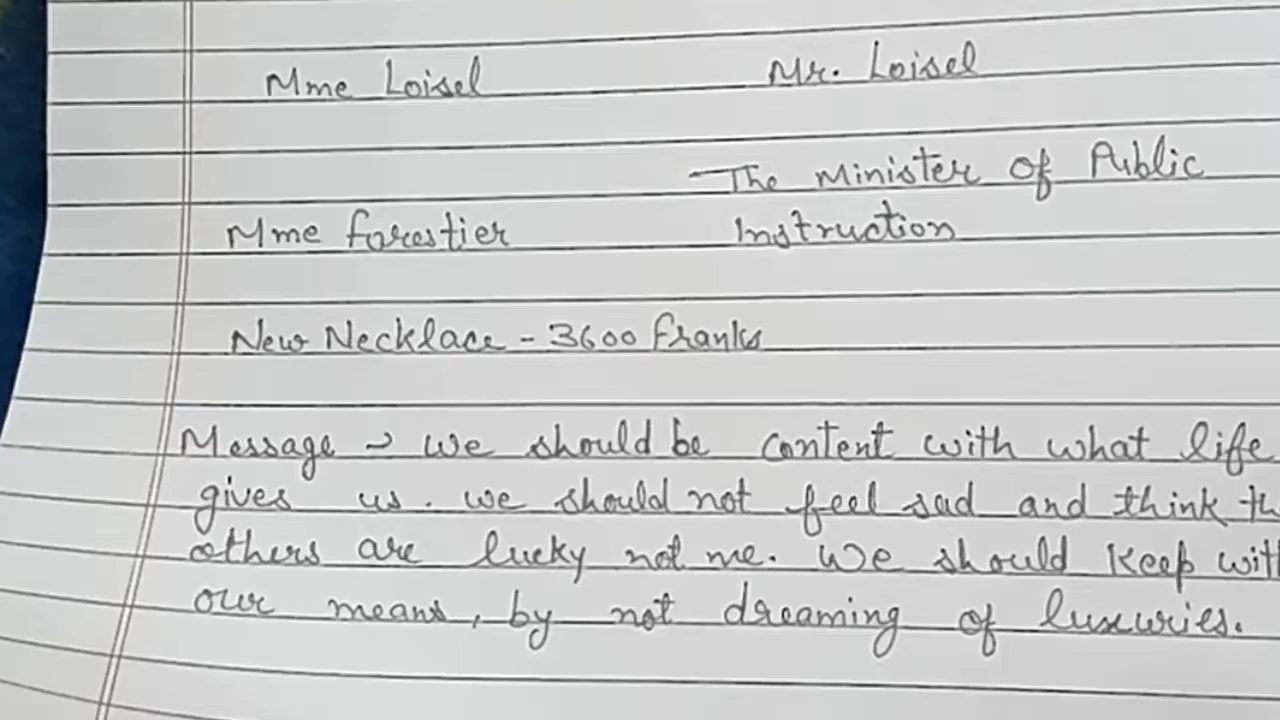 Mme Loisel Mr. Loisel
The Minister of Public
Mme Forestier Instruction
New Necklace - 3600 Franks
Message → We should be content with what life
gives us. we should not feel sad and think
others are lucky not me. We should keep
our means, by not dreaming of luxuries.